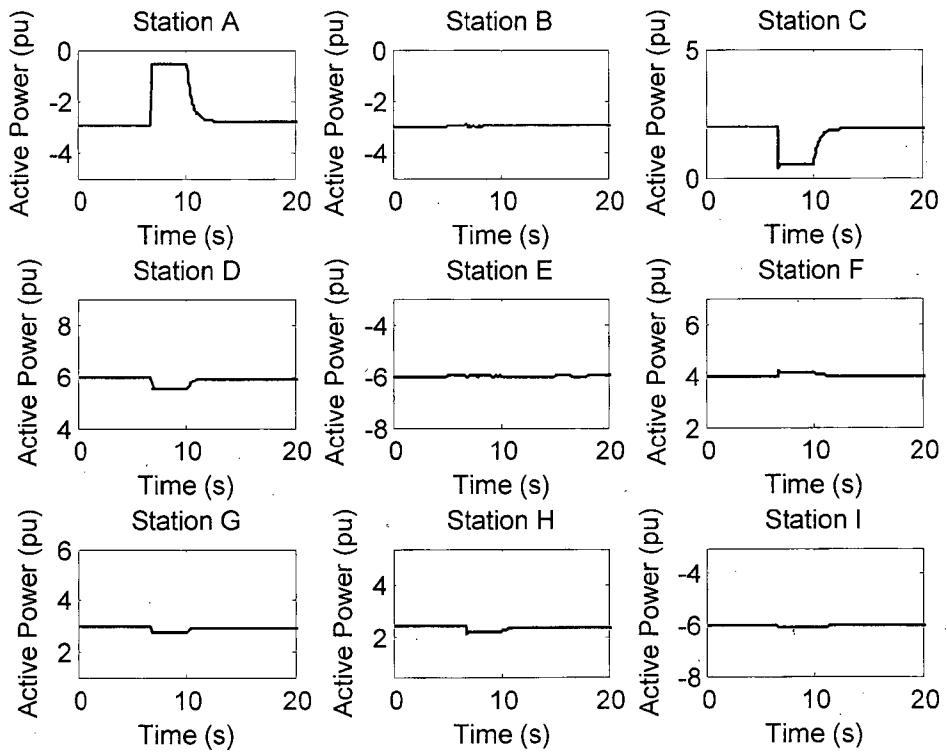 Station A
Active Power (pu)
0
-2
-4
0
10
20
Time (s)
Station B
Active Power (pu)
0
-2
-4
0
10
20
Time (s)
Station C
Active Power (pu)
5
0
0
10
20
Time (s)
Station D
Active Power (pu)
8
6
4
0
10
20
Time (s)
Station E
Active Power (pu)
-4
-6
-8
0
10
20
Time (s)
Station F
Active Power (pu)
6
4
2
0
10
20
Time (s)
Station G
Active Power (pu)
6
4
2
0
10
20
Time (s)
Station H
Active Power (pu)
4
2
0
10
20
Time (s)
Station I
Active Power (pu)
-4
-6
-8
0
10
20
Time (s)